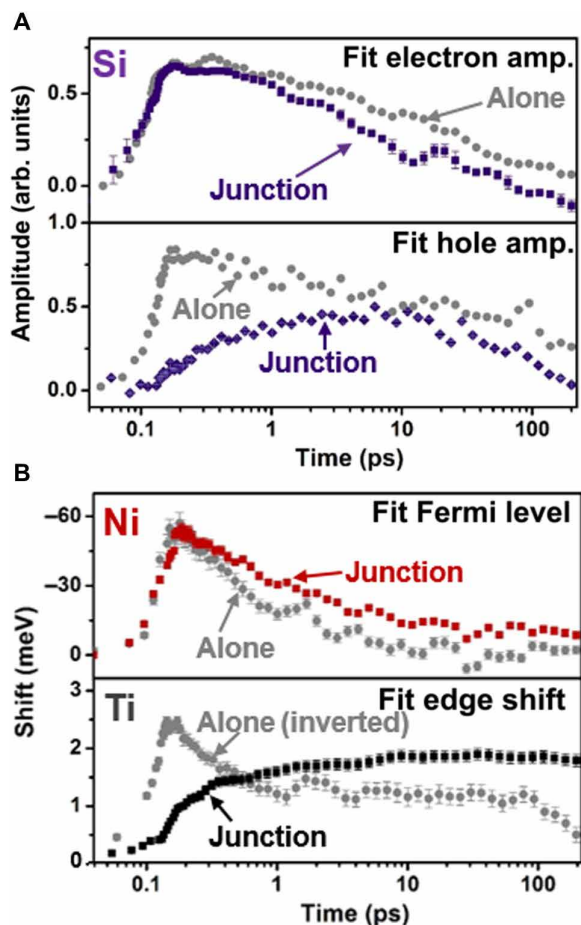 A
Si
Fit electron amp.
Alone
Junction
0.5
0.0
Amplitude (arb. units)
1.0
Fit hole amp.
Alone
Junction
0.5
0.0
0.1 1 10 100
Time (ps)
B
Ni
Fit Fermi level
–60
Junction
–30
Alone
0
Shift (meV)
3
Ti
Fit edge shift
Alone (inverted)
2
1
Junction
0
0.1 1 10 100
Time (ps)